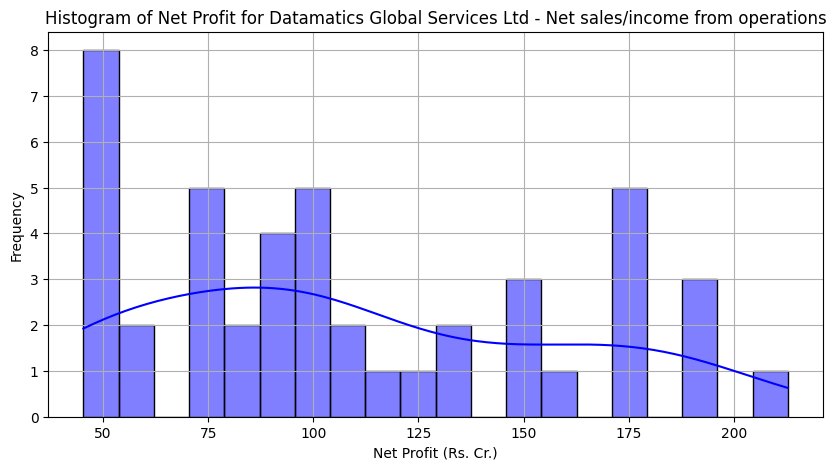 Histogram of Net Profit for Datamatics Global Services Ltd - Net sales/income from operations
8
7
6
5
4
3
2
1
0
Frequency
50 75 100 125 150 175 200
Net Profit (Rs. Cr.)